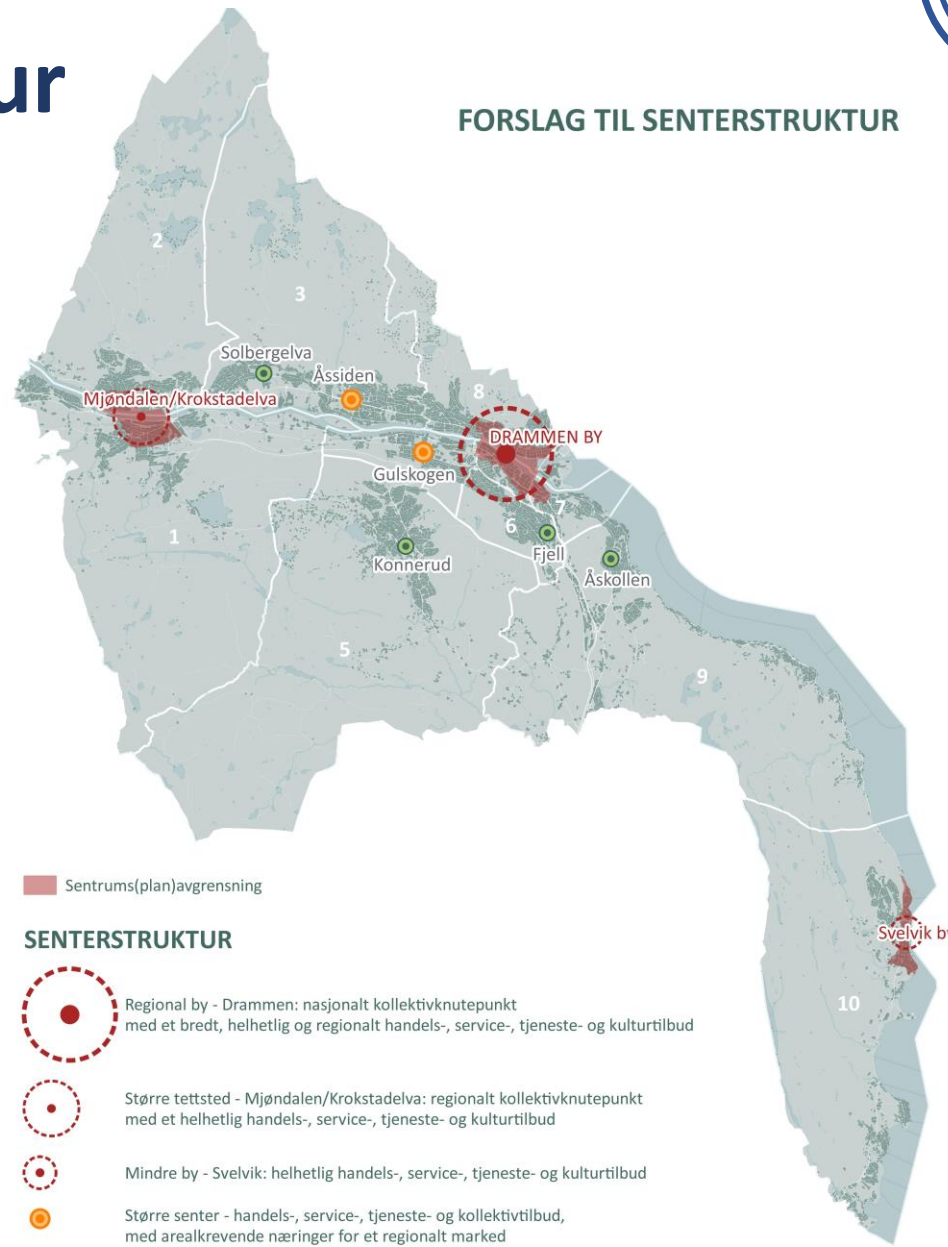 ur
FORSLAG TIL SENTERSTRUKTUR
2
3
Solbergelva
Åssiden
8
Mjøndalen/Krokstadelva
DRAMMEN BY
Gulskogen
7
6
1
Fjell
Konnerud
Åskollen
5
9
Sentrums(plan)avgrensning
SENTERSTRUKTUR
Svelvik by
10
Regional by - Drammen: nasjonalt kollektivknutepunkt
med et bredt, helhetlig og regionalt handels-, service-, tjeneste- og kulturtilbud
Større tettsted - Mjøndalen/Krokstadelva: regionalt kollektivknutepunkt
med et helhetlig handels-, service-, tjeneste- og kulturtilbud
Mindre by - Svelvik: helhetlig handels-, service-, tjeneste- og kulturtilbud
Større senter - handels-, service-, tjeneste- og kollektivtilbud,
med arealkrevende næringer for et regionalt marked